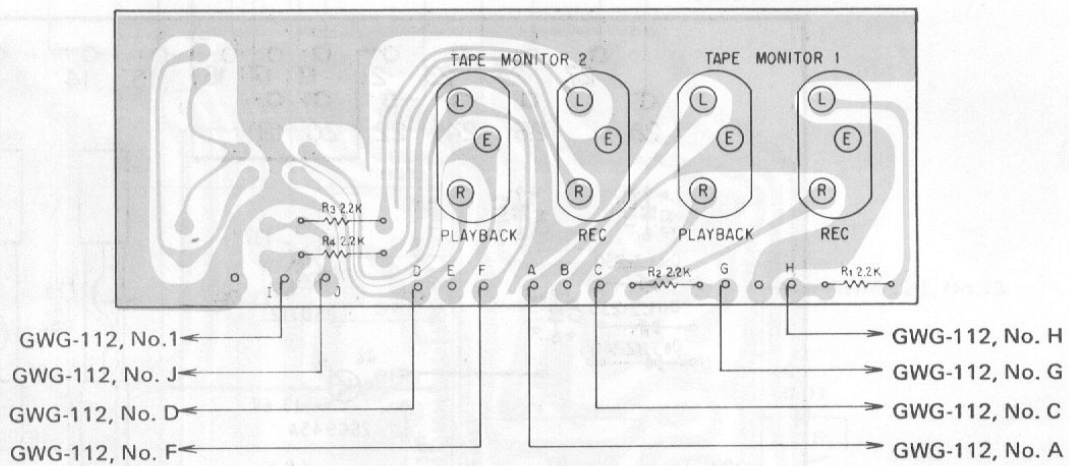 TAPE MONITOR 2 TAPE MONITOR 1
L L L L
E E E E
R R R R
R3 2.2K
PLAYBACK REC PLAYBACK REC
R4 2.2K
I J D E F A B C R2 2.2K G H R1 2.2K
GWG-112, No.1 GWG-112, No. H
GWG-112, No. J GWG-112, No. G
GWG-112, No. D GWG-112, No. C
GWG-112, No. F GWG-112, No. A